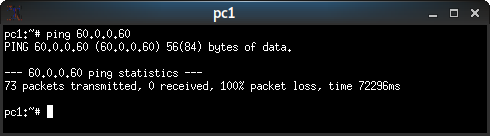 pc1
pc1:~# ping 60.0.0.60
PING 60.0.0.60 (60.0.0.60) 56(84) bytes of data.
--- 60.0.0.60 ping statistics ---
73 packets transmitted, 0 received, 100% packet loss, time 72296ms
pc1:~#